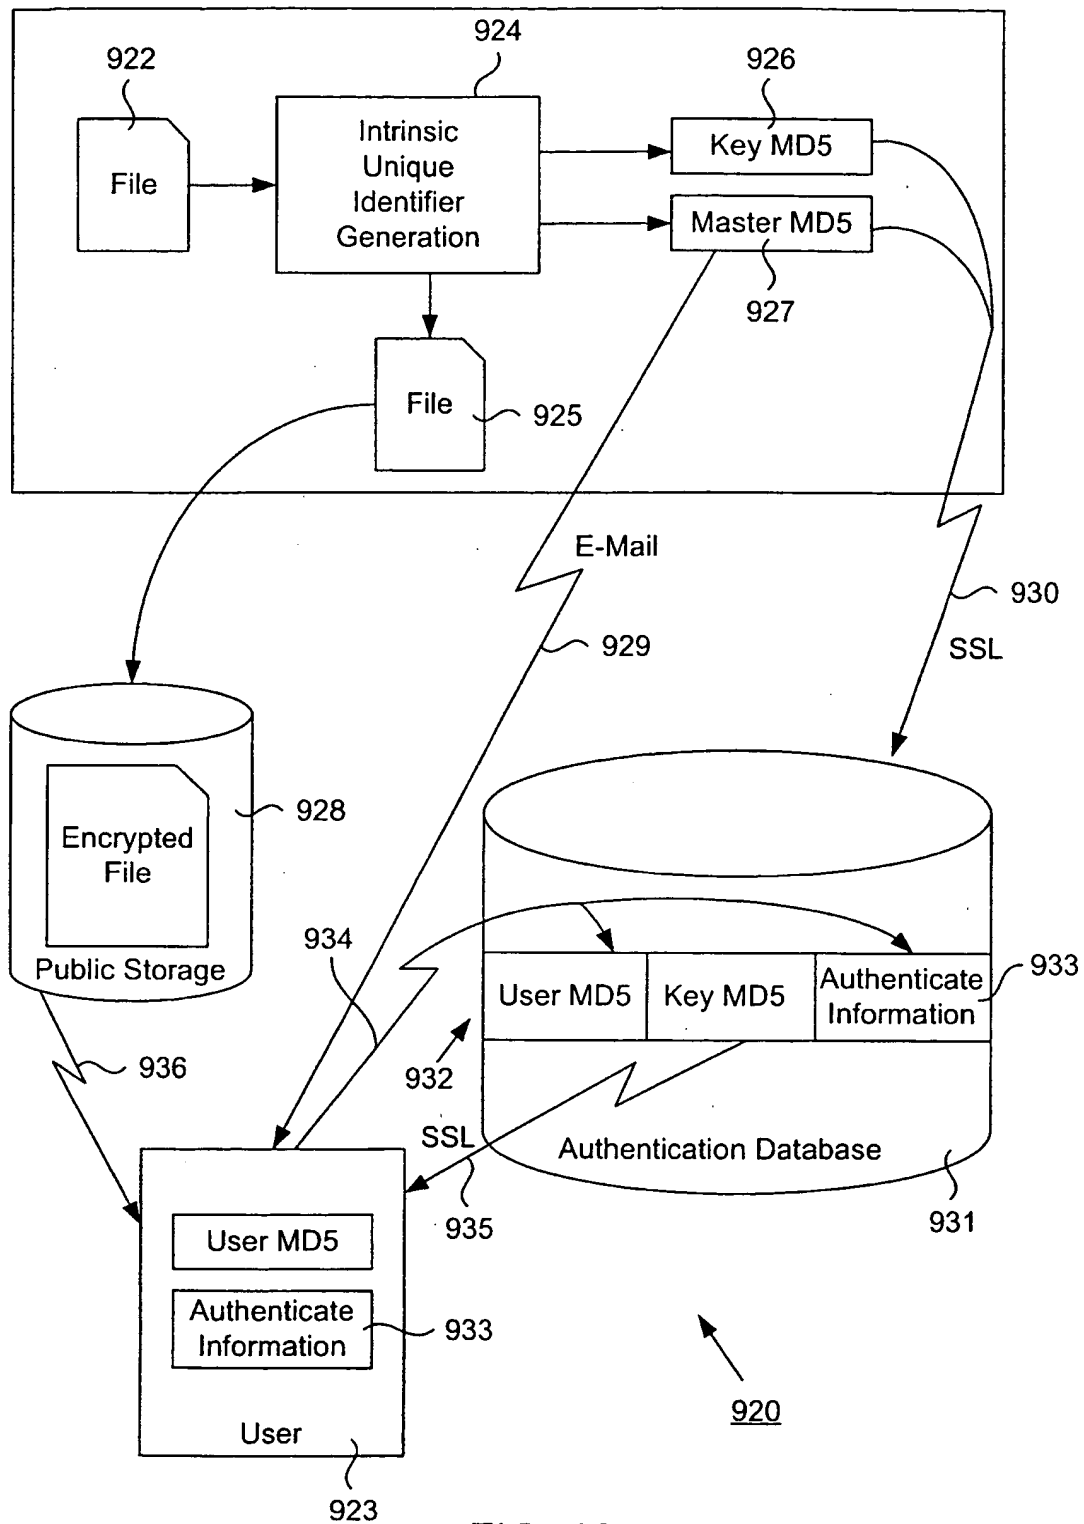 924
922
926
Intrinsic
Unique
Identifier
Generation
Key MD5
File
Master MD5
927
File
925
E-Mail
930
929
SSL
928
Encrypted
File
Public Storage
934
933
User MD5
Key MD5
Authenticate
Information
936
932
SSL
Authentication Database
935
931
User MD5
Authenticate
Information
933
User
920
923